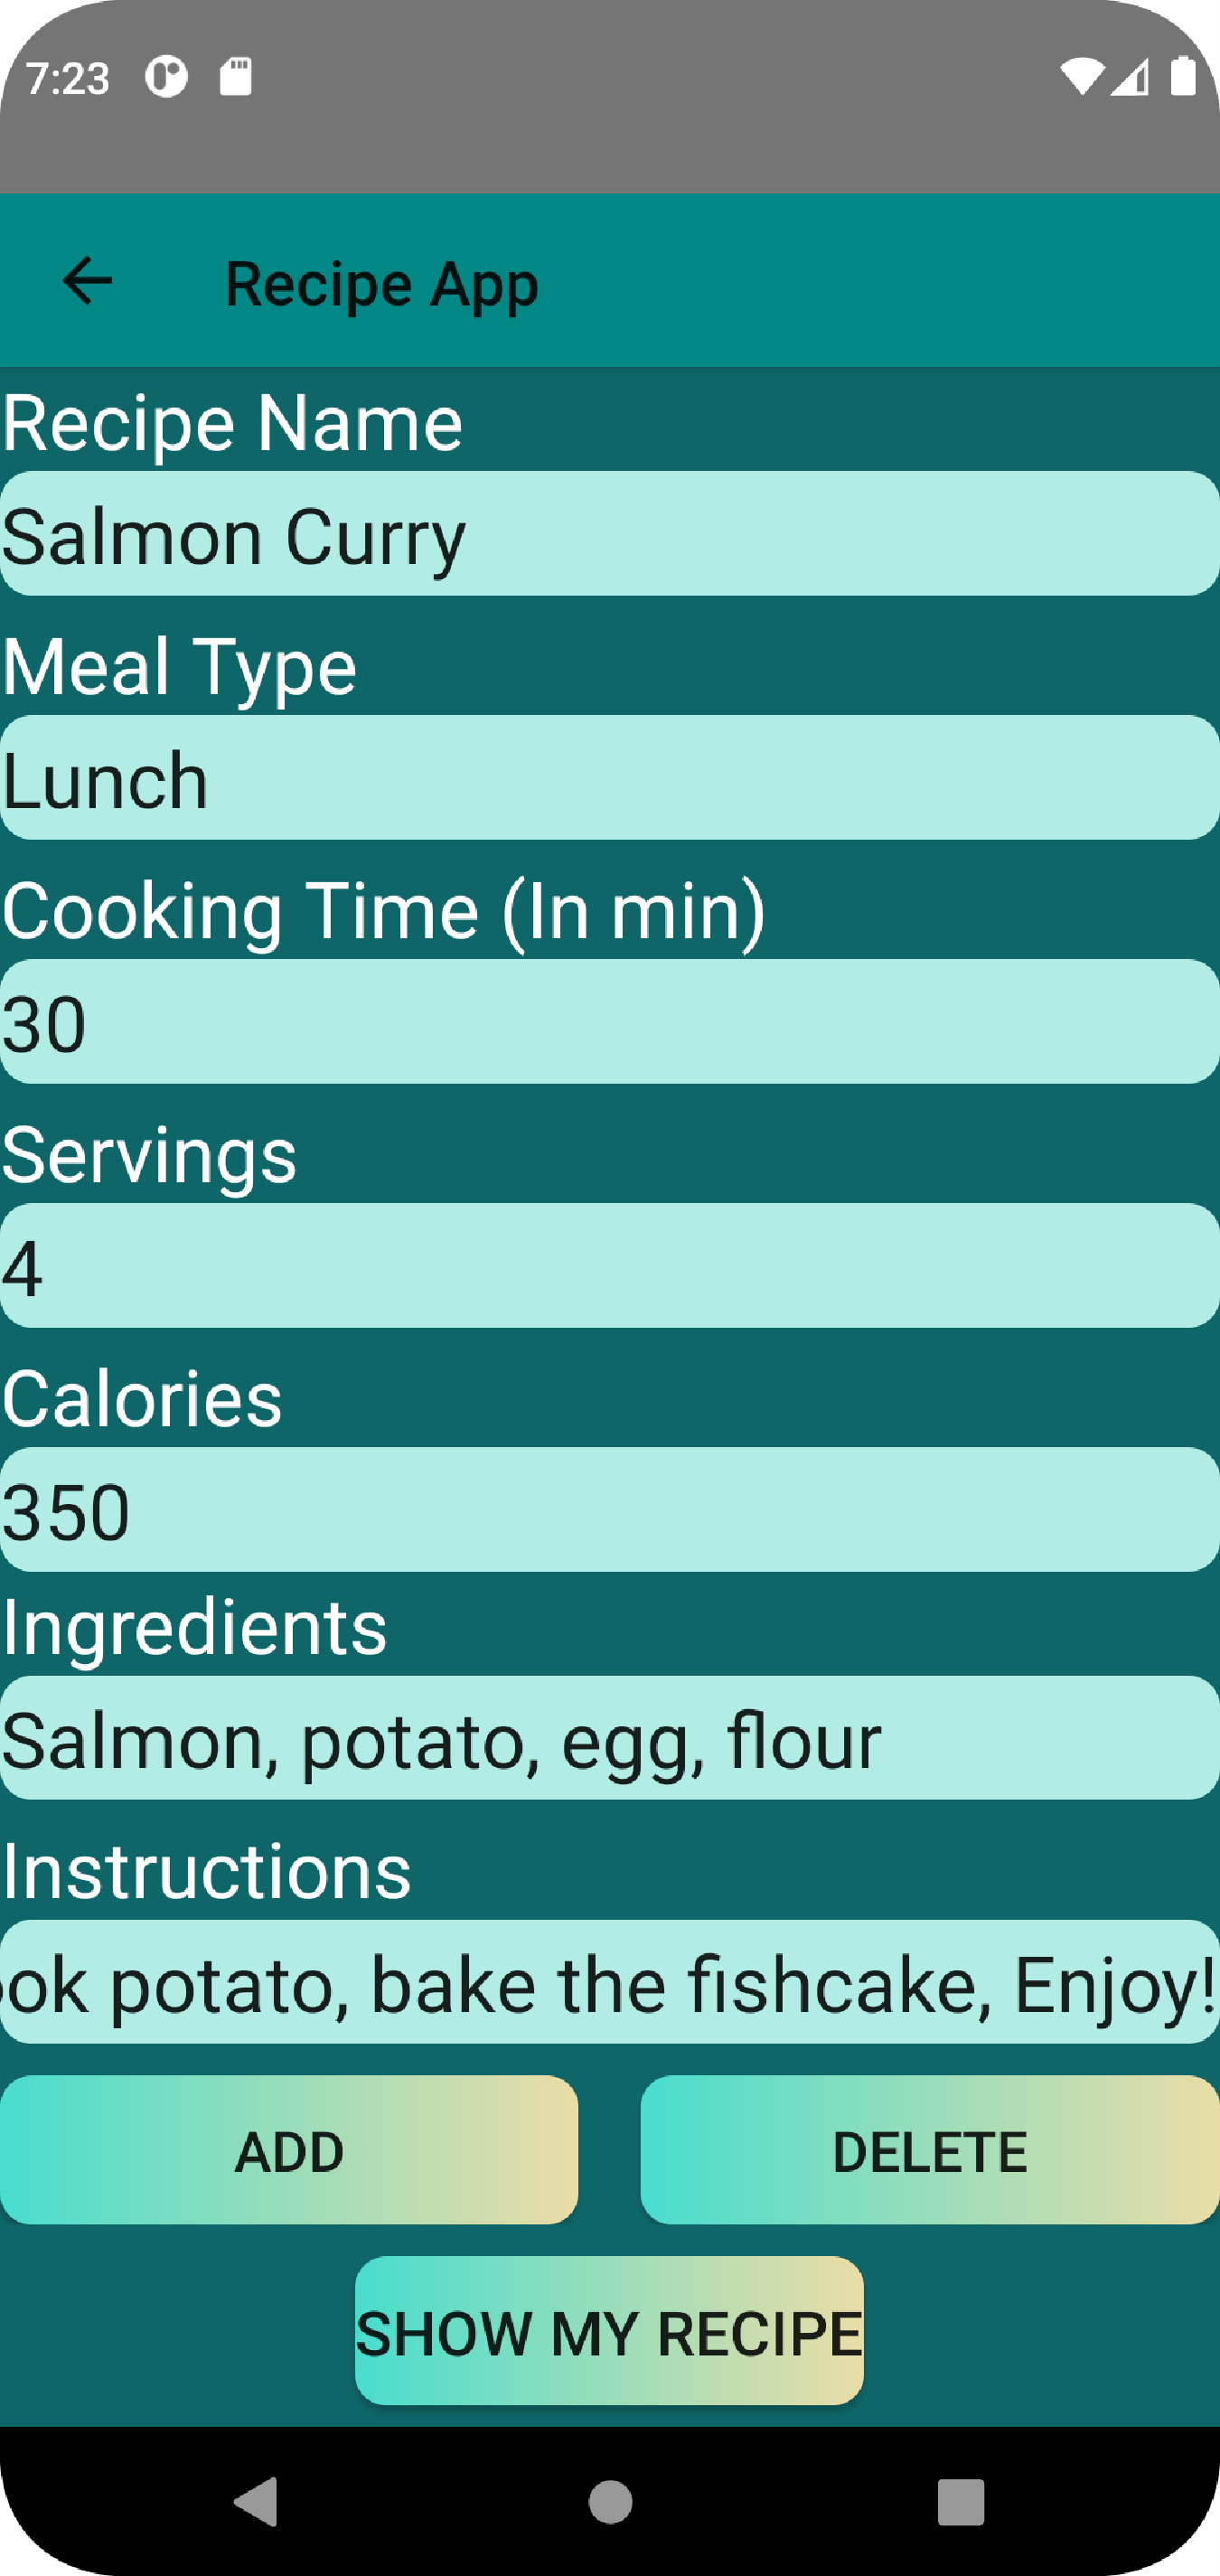 7:23
Recipe App
Recipe Name
Salmon Curry
Meal Type
Lunch
Cooking Time (In min)
30
Servings
4
Calories
350
Ingredients
Salmon, potato, egg, flour
Instructions
potato, bake the fishcake, Enjoy!
ADD
DELETE
SHOW MY RECIPE